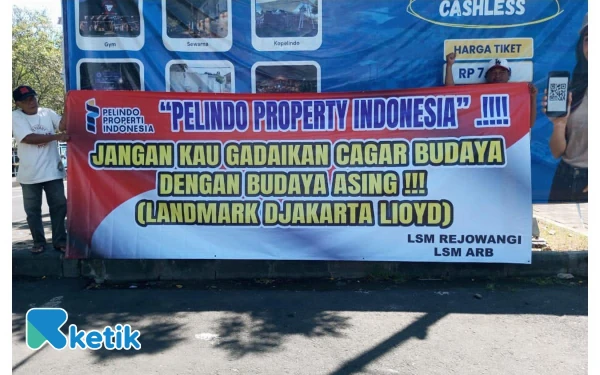 CASHLESS
HARGA TIKET
RP 7
Gym
Sewarna
PELINDO
PROPERTI
INDONESIA
"PELINDO PROPERTY INDONESIA" .!!!!
JANGAN KAU GADAIKAN CAGAR BUDAYA
DENGAN BUDAYA ASING !!!
(LANDMARK DJAKARTA LIOYD)
LSM REJOWANGI
LSM ARB
ketik